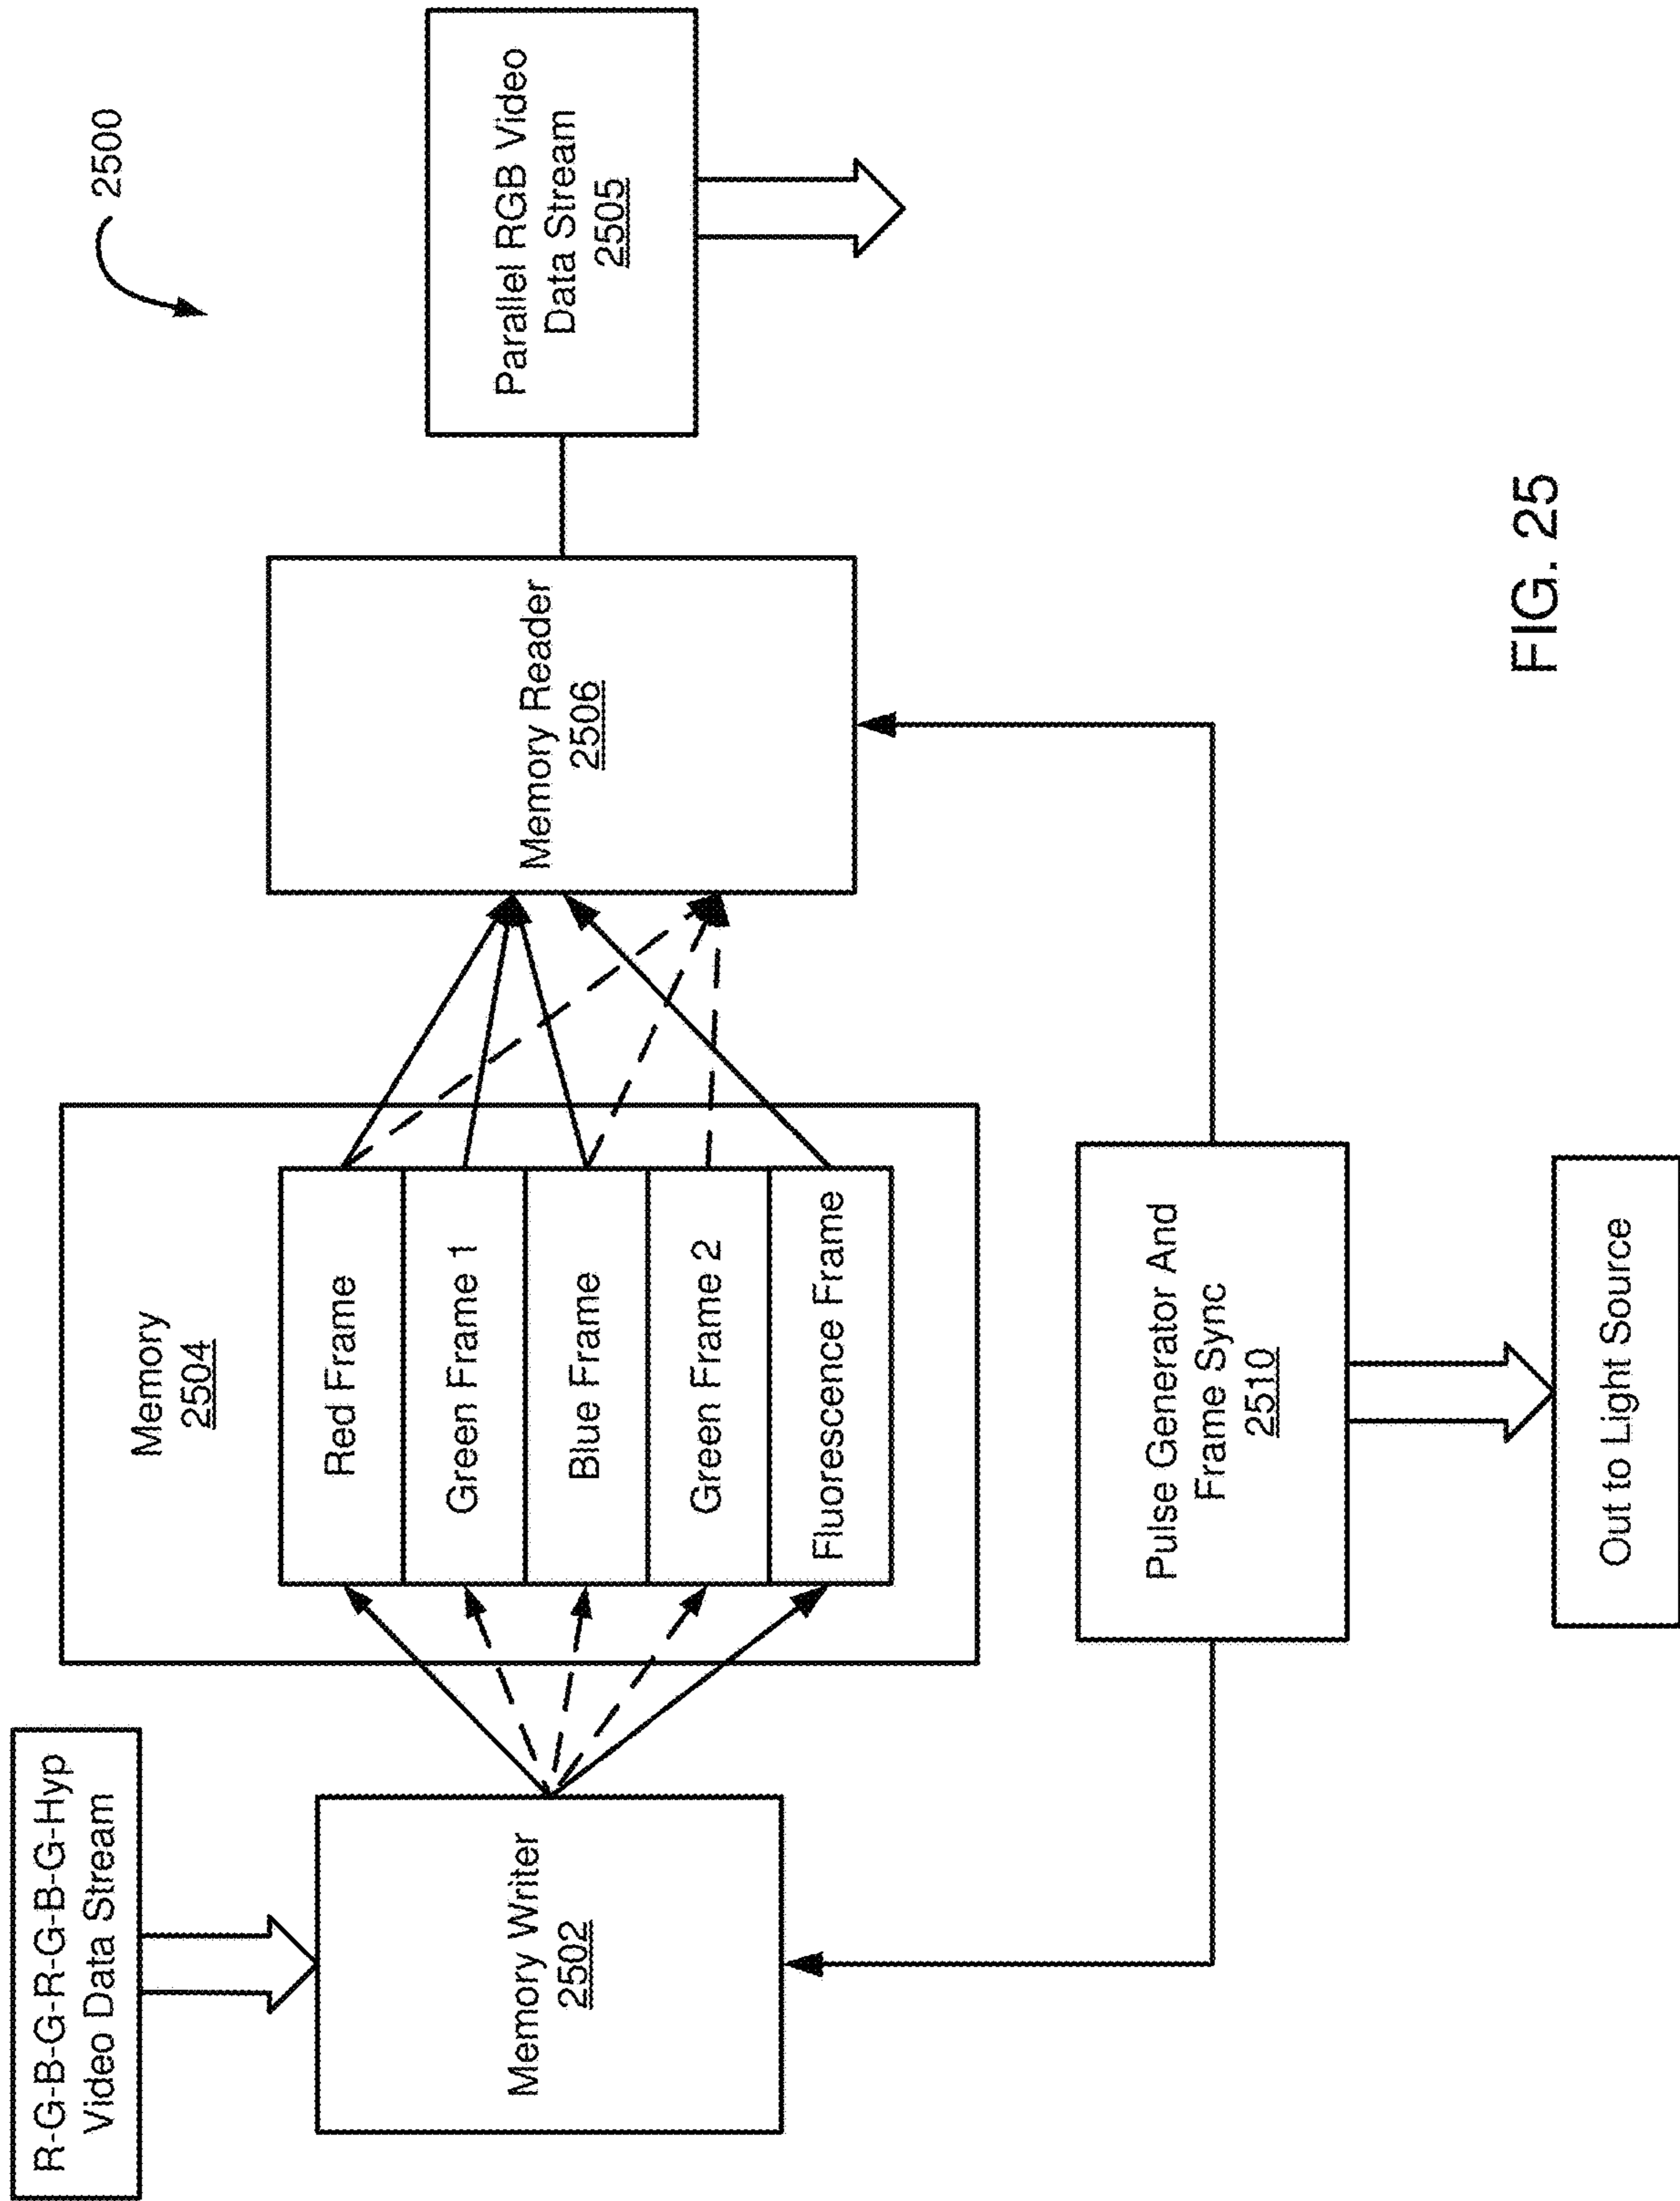 2500
R-G-B-G-R-G-B-G-Hyp
Video Data Stream
Memory Writer
2502
Memory
2504
Red Frame
Green Frame 1
Blue Frame
Green Frame 2
Fluorescence Frame
Memory Reader
2506
Parallel RGB Video
Data Stream
2505
Pulse Generator And
Frame Sync
2510
Out to Light Source
FIG. 25